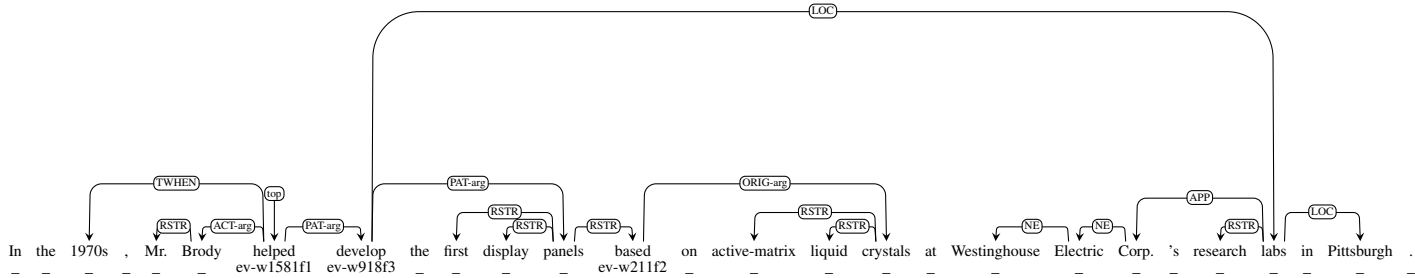 LOC
TWHEN PAT-arg ORIG-arg
top APP
RSTR RSTR
RSTR ACT-arg PAT-arg RSTR RSTR RSTR NE NE RSTR LOC
In the 1970s , Mr. Brody helped develop the first display panels based on active-matrix liquid crystals at Westinghouse Electric Corp. 's research labs in Pittsburgh .
_ _ _ _ _ _ ev-w1581f1 ev-w918f3 _ _ _ _ ev-w211f2 _ _ _ _ _ _ _ _ _ _ _ _ _ _